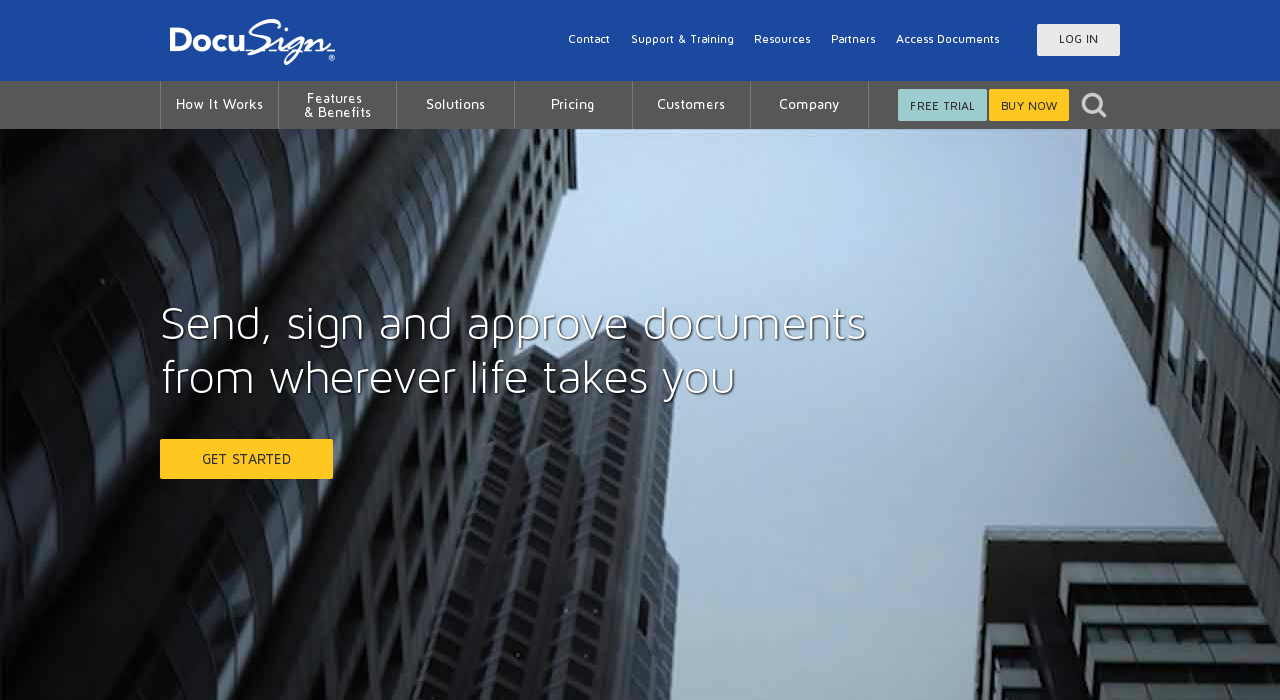 DocuSign®
Contact
Support & Training
Resources
Partners
Access Documents
LOG IN
How It Works
Features
& Benefits
Solutions
Pricing
Customers
Company
FREE TRIAL
BUY NOW
Send, sign and approve documents
from wherever life takes you
GET STARTED